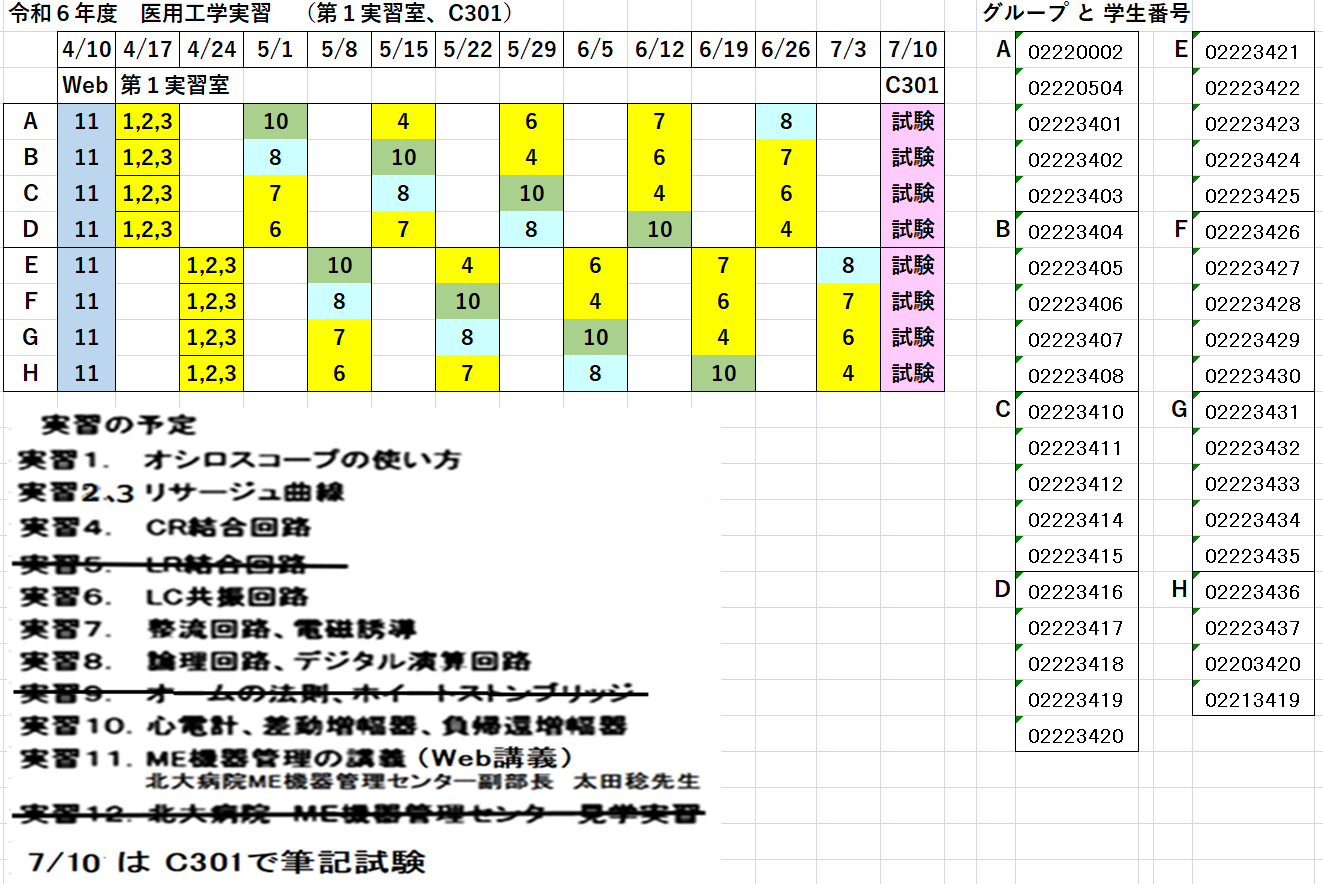 令和６年度　医用工学実習　（第１実習室、C301）
4/10 4/17 4/24 5/1 5/8 5/15 5/22 5/29 6/5 6/12 6/19 6/26 7/3 7/10
Web 第１実習室 C301
A 11 1,2,3 10 4 6 7 8 試験
B 11 1,2,3 8 10 4 6 7 試験
C 11 1,2,3 7 8 10 4 6 試験
D 11 1,2,3 6 7 8 10 4 試験
E 11 1,2,3 10 4 6 7 8 試験
F 11 1,2,3 8 10 4 6 7 試験
G 11 1,2,3 7 8 10 4 6 試験
H 11 1,2,3 6 7 8 10 4 試験
実習の予定
実習１. オシロスコーブの使い方
実習２、３ リサージュ曲線
実習４. CR結合回路
実習５. LR結合回路
実習６. LC共振回路
実習７. 整流回路、電磁誘導
実習８. 論理回路、デジタル演算回路
実習９. オームの法則、ホイートストンブリッジ
実習１０. 心電計、差動増幅器、負帰還増幅器
実習１１. ME機器管理の講義（Web講義）
北大病院ME機器管理センター副部長　太田稔先生
実習１２. 北大病院　ME機器管理センター 見学実習
7/10 は C301で筆記試験
グループ と 学生番号
A 02220002
02220504
02223401
02223402
02223403
B 02223404
02223405
02223406
02223407
02223408
C 02223410
02223411
02223412
02223414
02223415
D 02223416
02223417
02223418
02223419
02223420
E 02223421
02223422
02223423
02223424
02223425
F 02223426
02223427
02223428
02223429
02223430
G 02223431
02223432
02223433
02223434
02223435
H 02223436
02223437
02203420
02213419